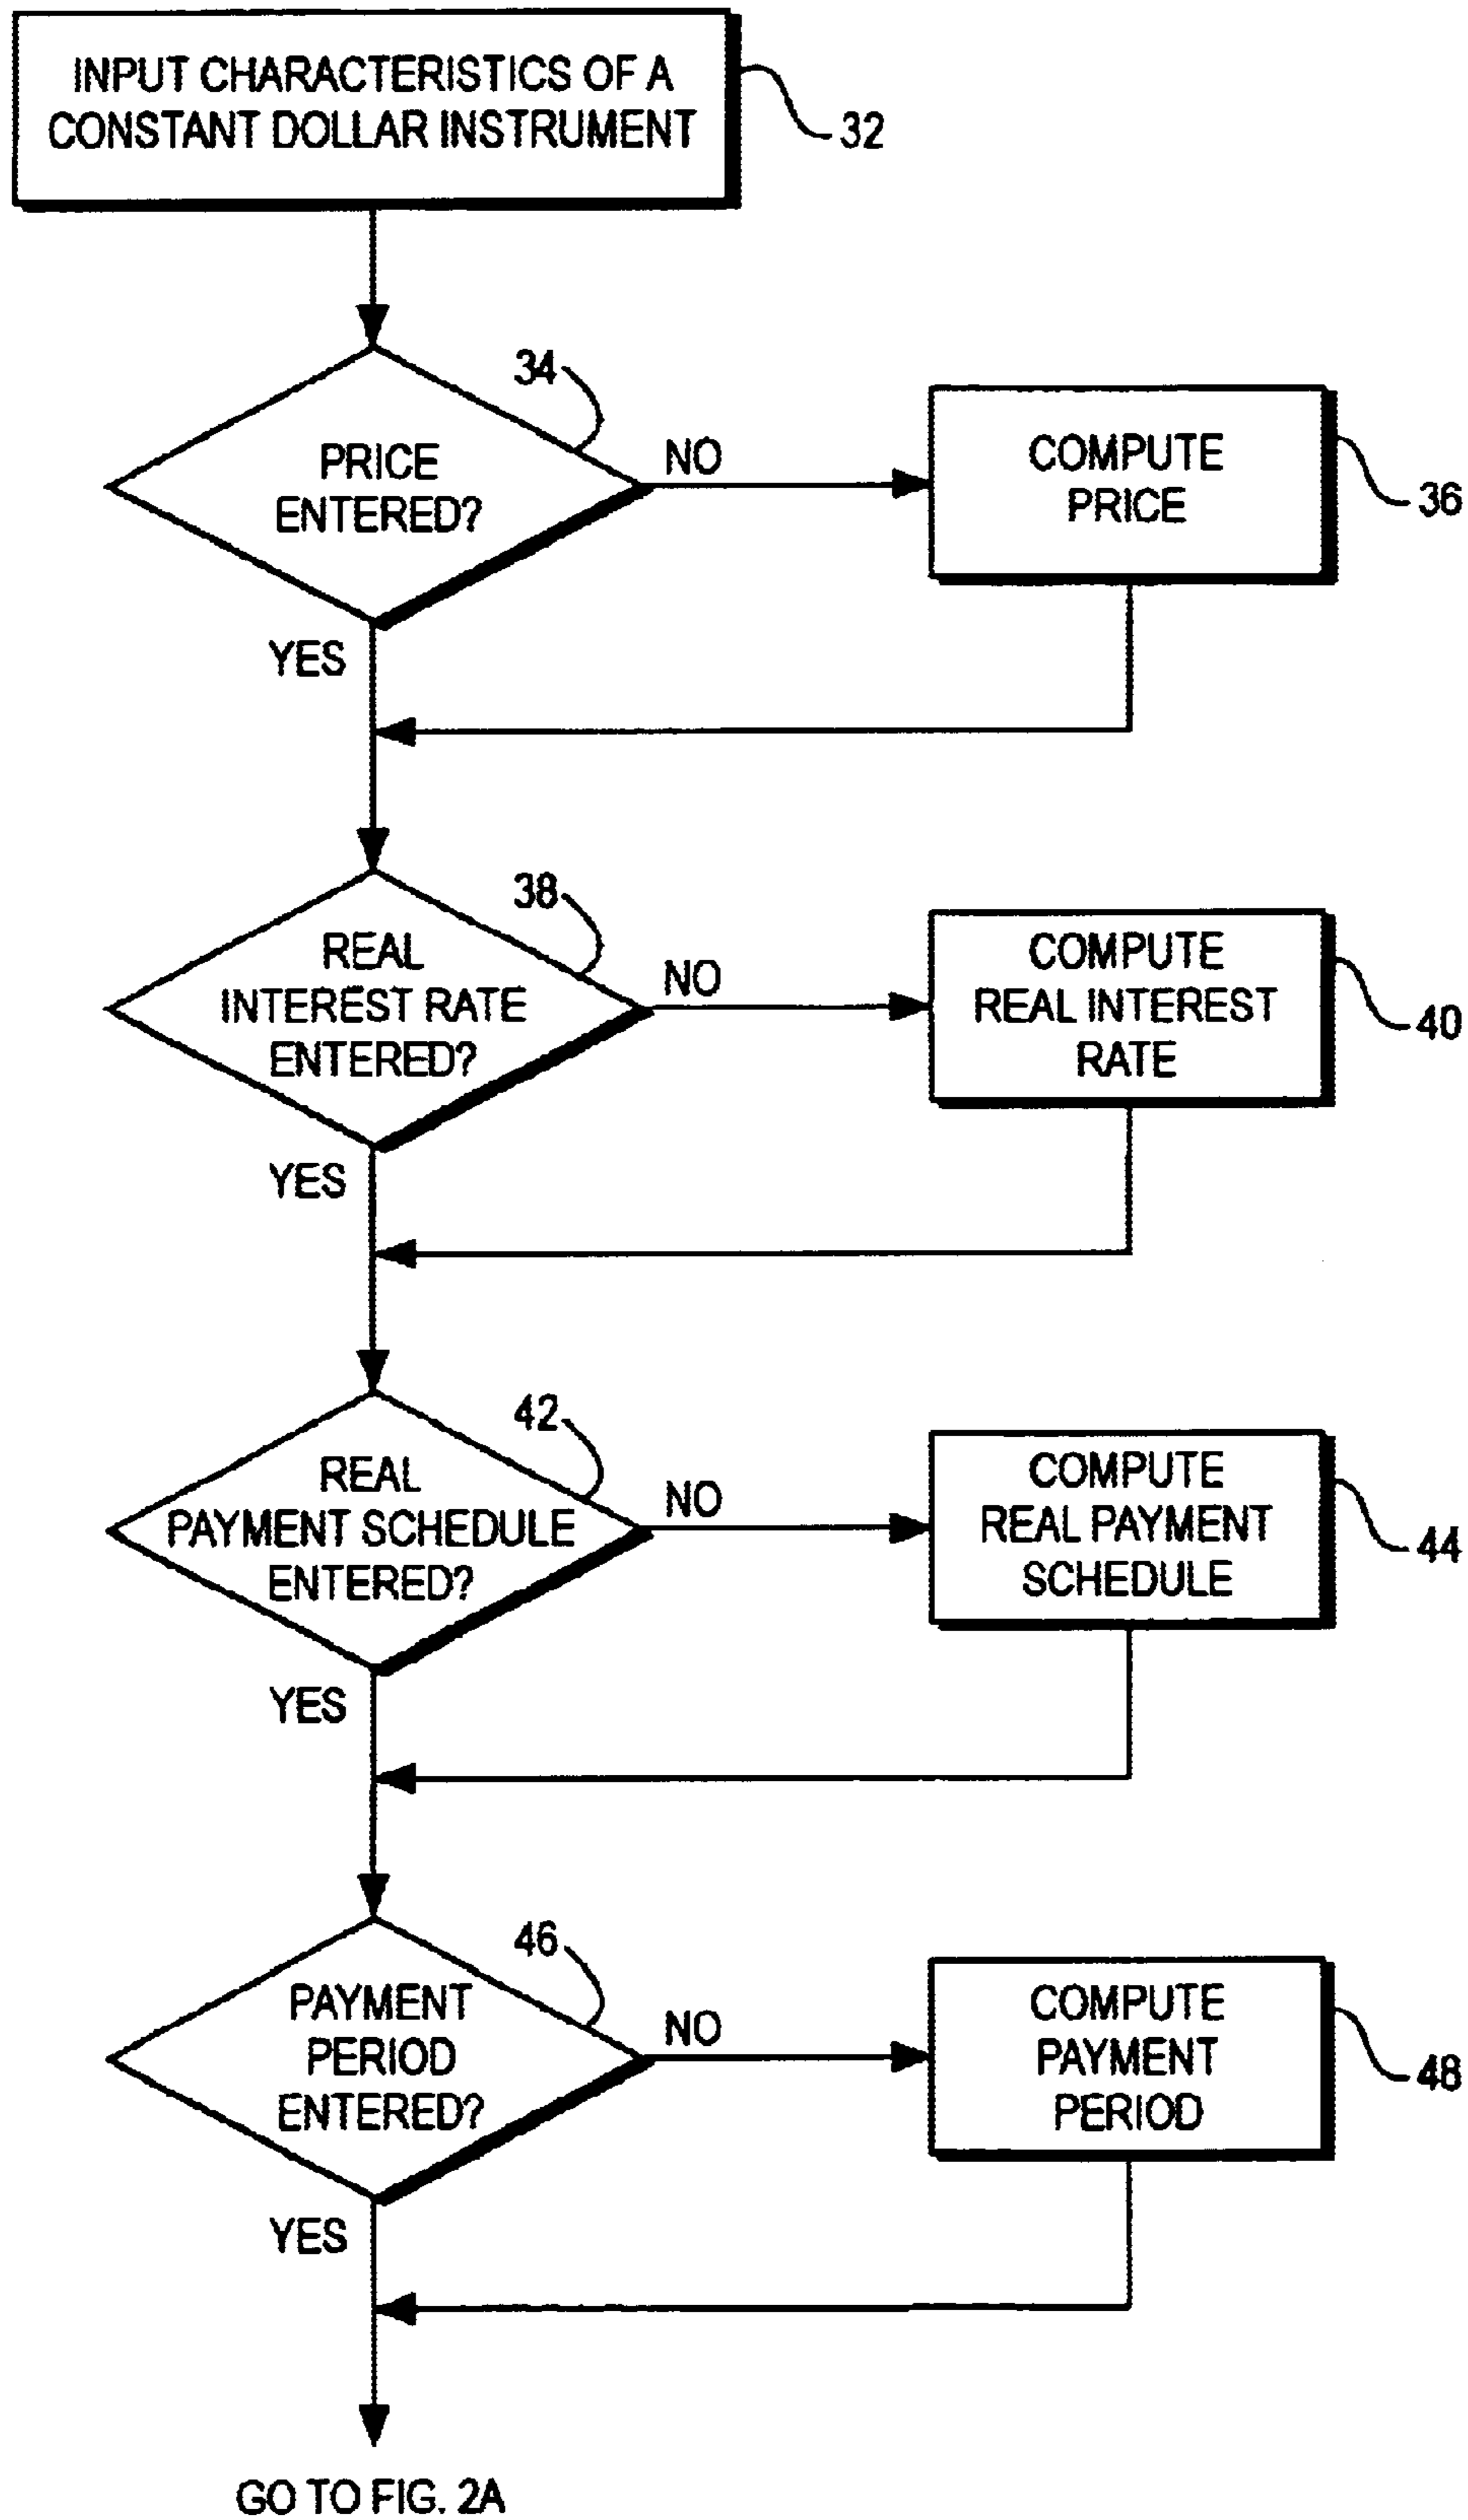 INPUT CHARACTERISTICS OF A
CONSTANT DOLLAR INSTRUMENT
32
34
PRICE
ENTERED?
NO
COMPUTE
PRICE
36
YES
38
REAL
INTEREST RATE
ENTERED?
NO
COMPUTE
REAL INTEREST
RATE
40
YES
42
REAL
PAYMENT SCHEDULE
ENTERED?
NO
COMPUTE
REAL PAYMENT
SCHEDULE
44
YES
46
PAYMENT
PERIOD
ENTERED?
NO
COMPUTE
PAYMENT
PERIOD
48
YES
GO TO FIG. 2A